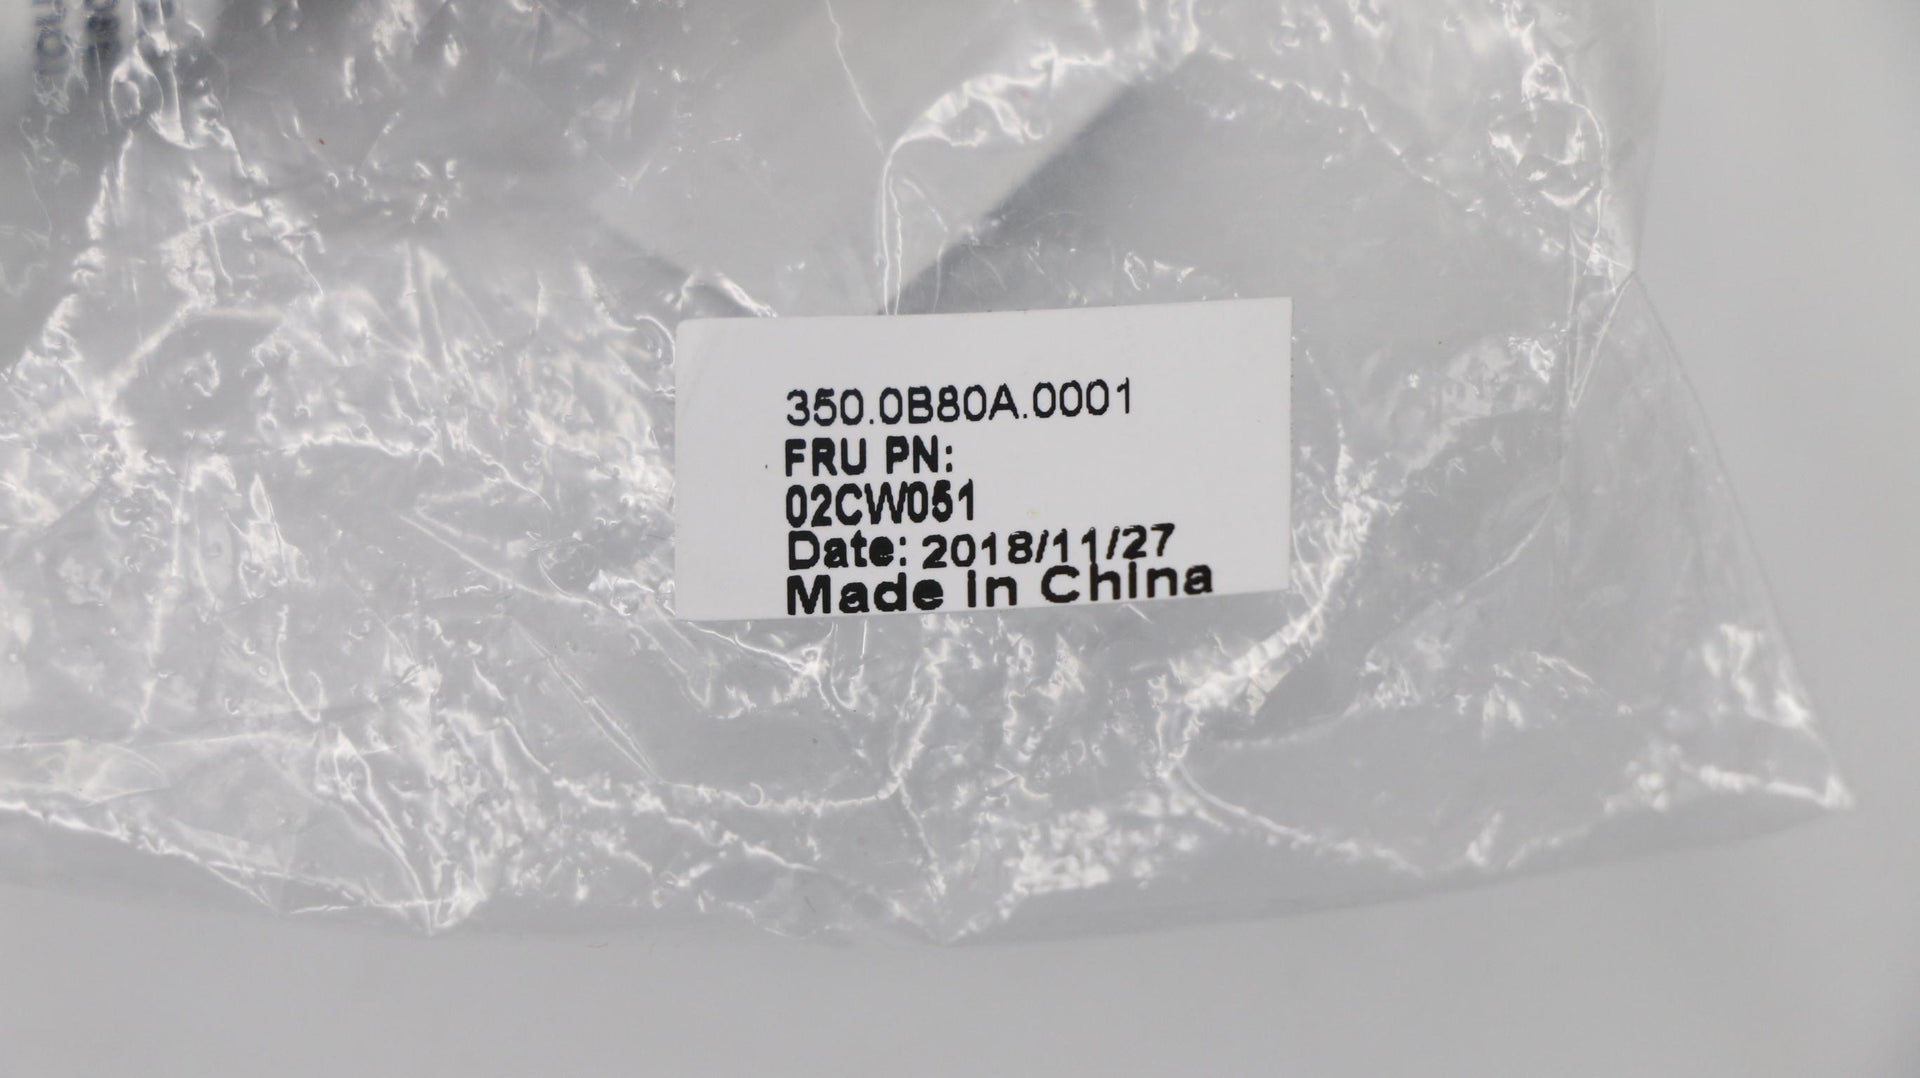 350.0B80A.0001
FRU PN:
02CW051
Date: 2018/11/27
Made In China